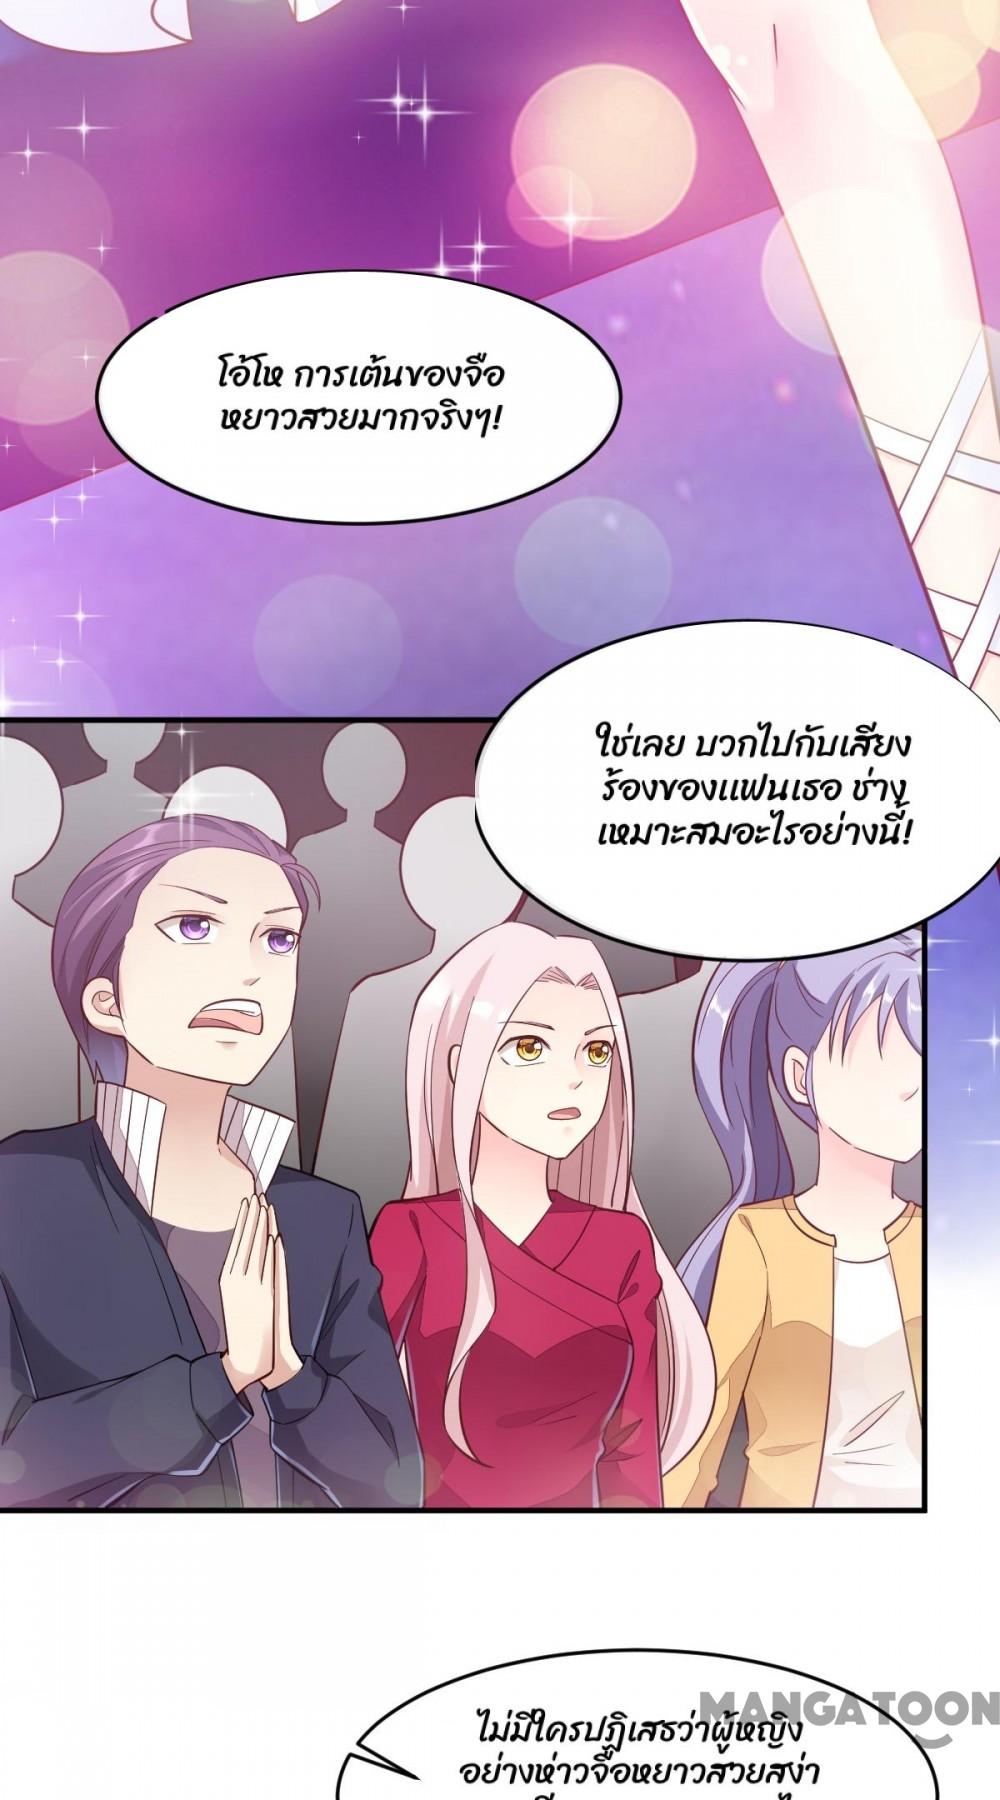 โอ้โห การเต้นของจือ
หยาวสวยมากจริงๆ!
ใช่เลย บวกไปกับเสียง
ร้องของแฟนเธอ ช่าง
เหมาะสมอะไรอย่างนี้!
MANGATOON
ไม่มีใครปฏิเสธว่าผู้หญิง
อย่างห่าวจือหยาวสวยสง่า